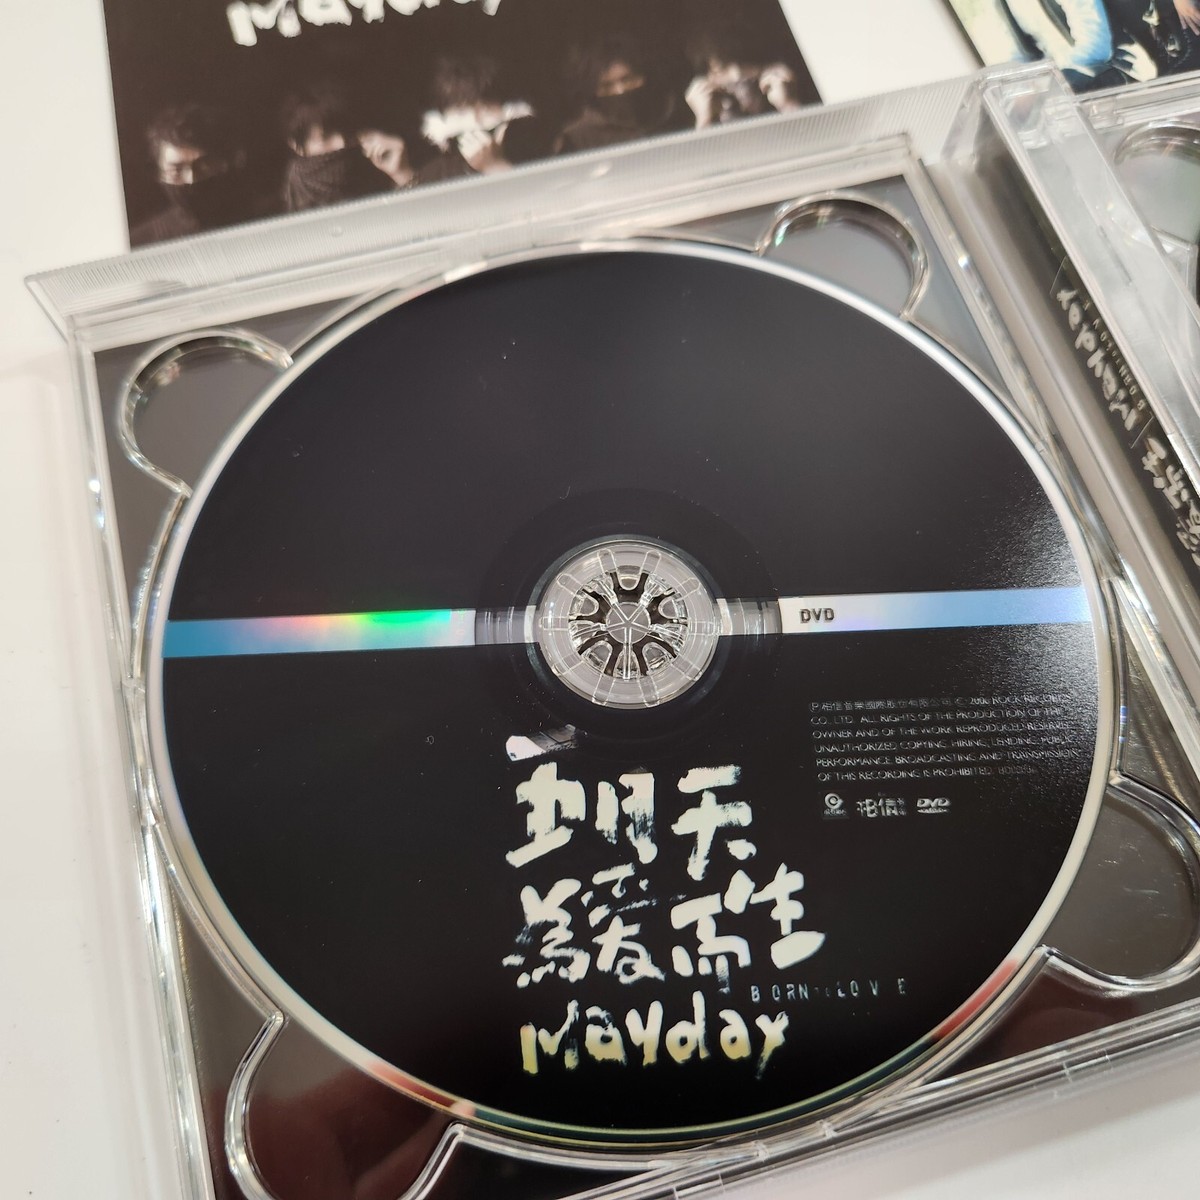 Mayday
DVD
℗相信音樂國際股份有限公司 © 2006 ROCK RECORDS
CO., LTD. ALL RIGHTS OF THE PRODUCTION OF THE
OWNER AND OF THE WORK REPRODUCED RESERVED
UNAUTHORIZED COPYING, HIRING, LENDING, PUBLIC
PERFORMANCE BROADCASTING AND TRANSMISSION
OF THIS RECORDING IS PROHIBITED.
相信
DVD
天
為愛而生
BORN LOVE
Mayday
Mayday